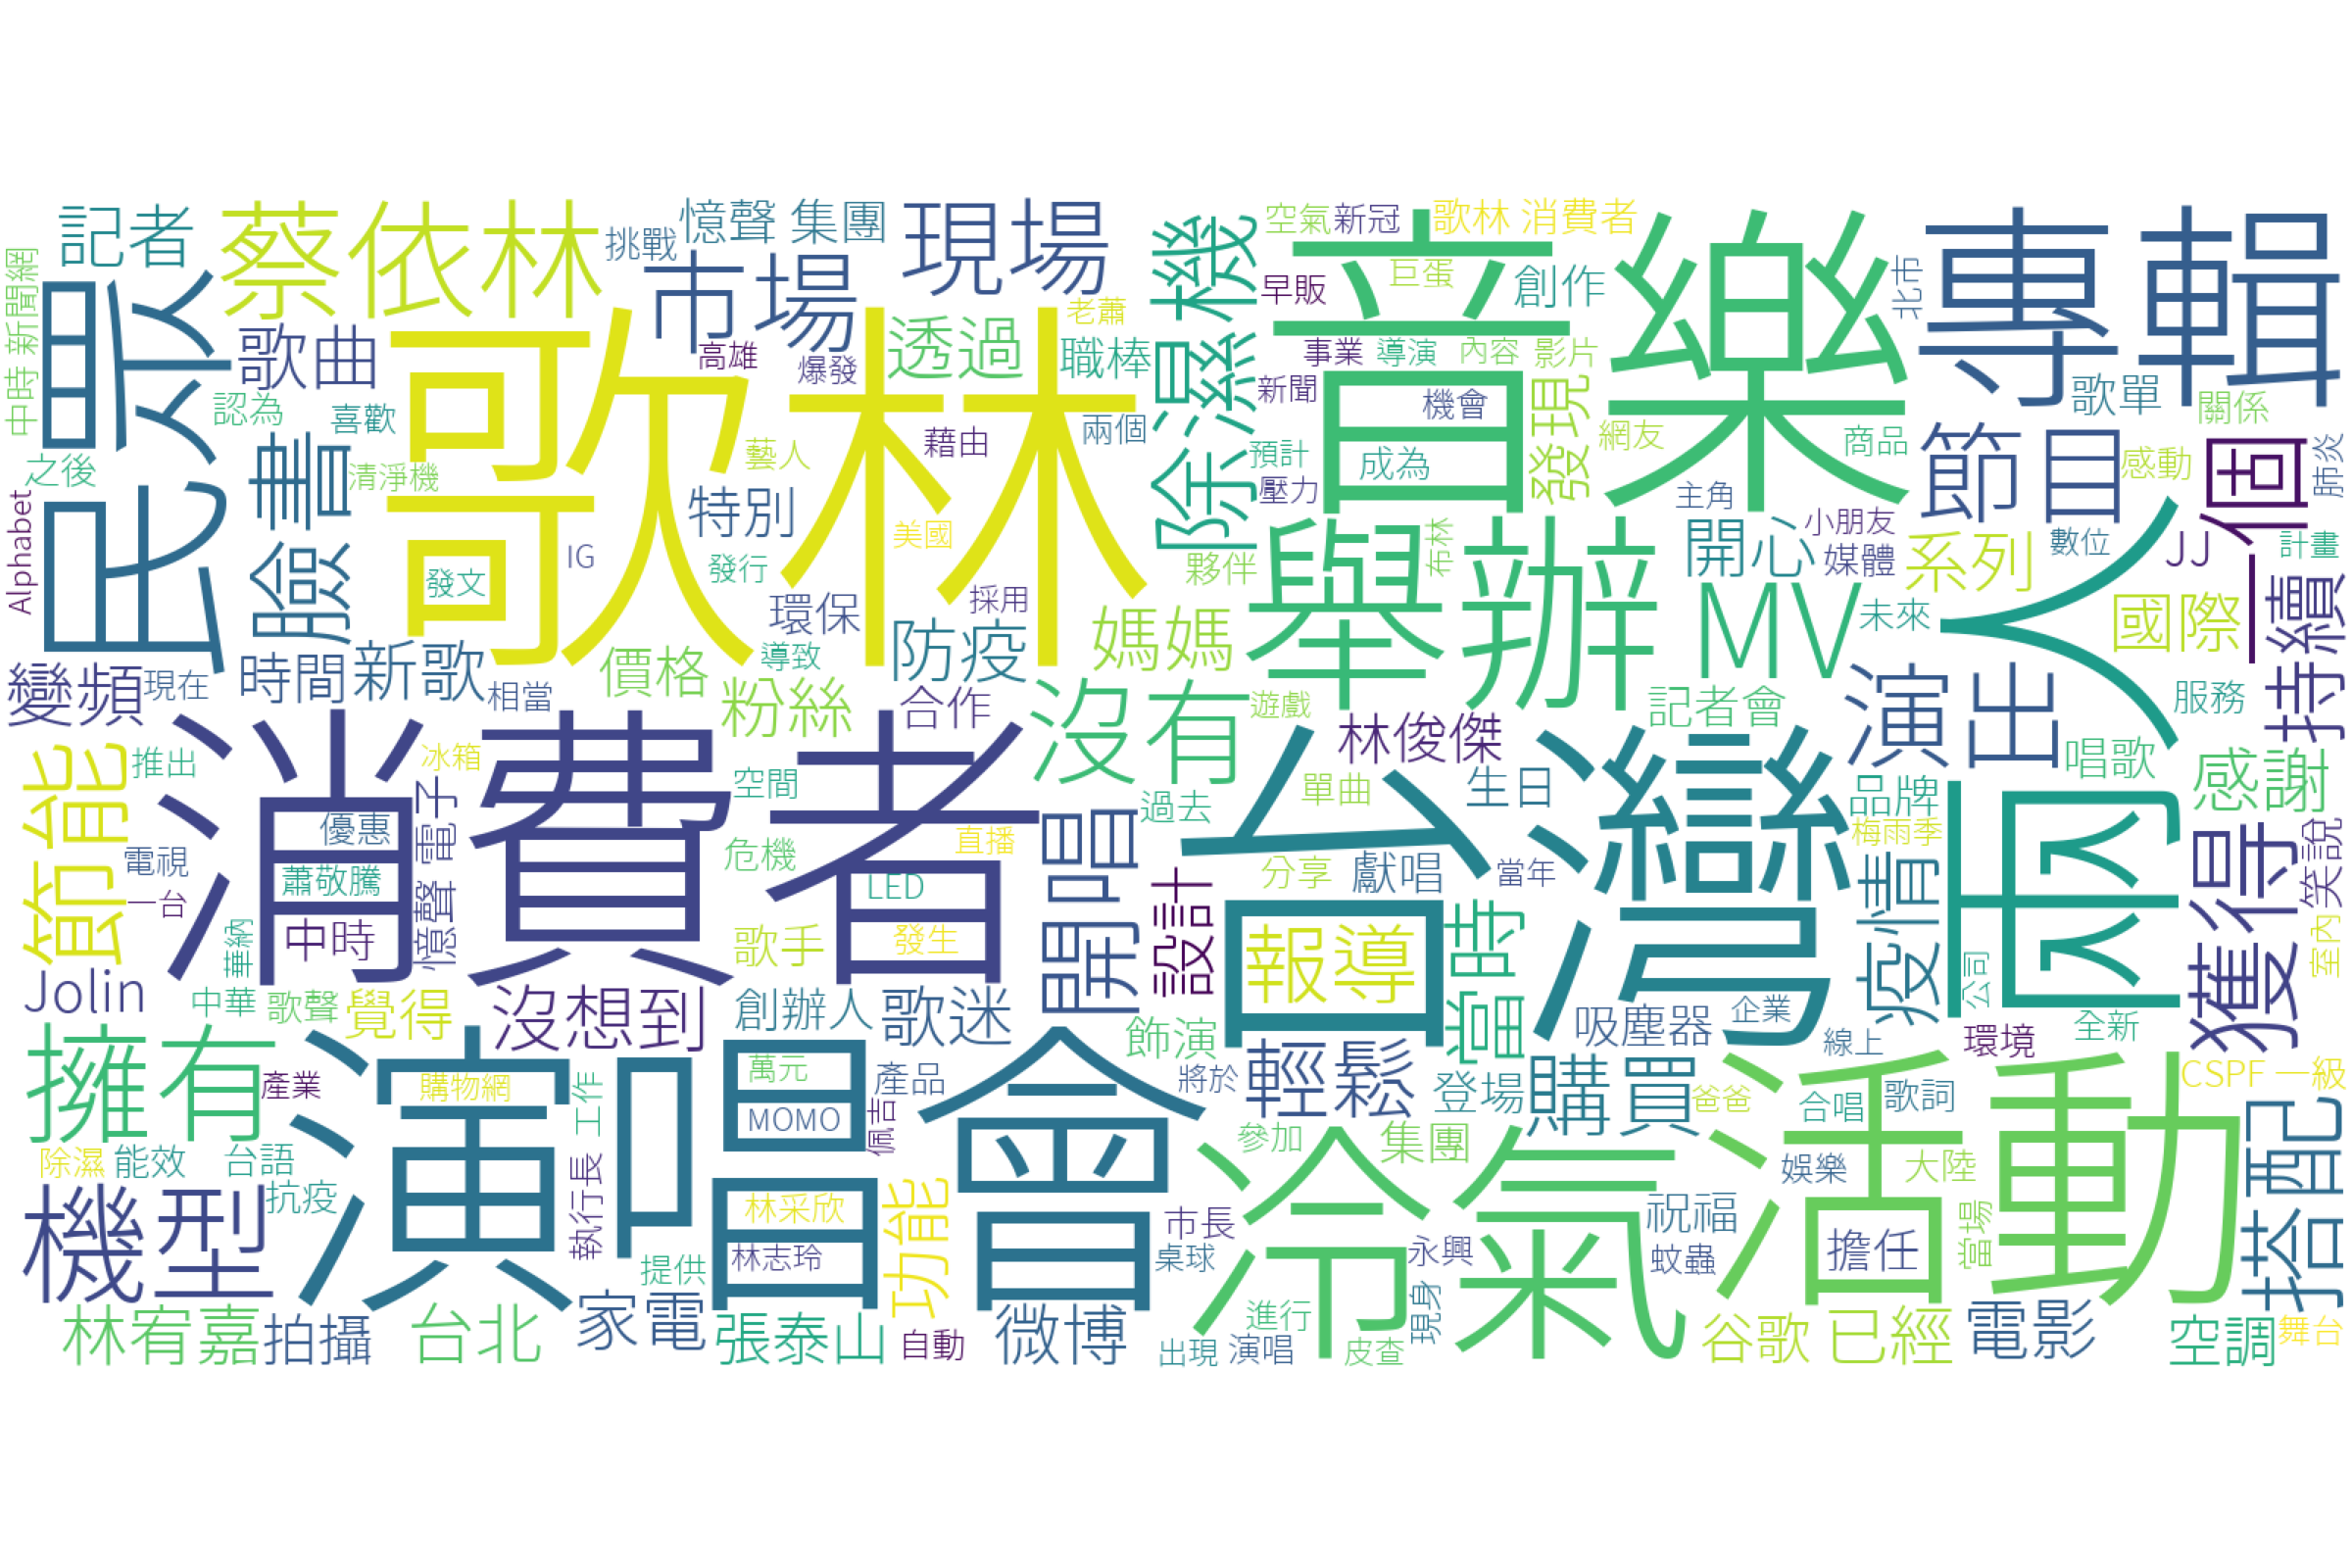 記者
蔡依林
憶聲 集團
現場
空氣
新冠
歌林 消費者
專輯
挑戰
市場
除濕機
音樂
早販
巨蛋
創作
北市
中時 新聞網
民眾
歌曲
歌林
高雄
爆發
老蕭
透過
職棒
事業
導演
內容
影片
認為
喜歡
新聞
機會
歌單
關係
之後
臉書
清淨機
藝人
藉由
兩個
預計
成為
發現
網友
商品
節目
感動
一個
肺炎
Alphabet
特別
壓力
主角
小朋友
數位
JJ
計畫
發文
IG
發行
美國
夥伴
舉辦
布林
開心
媒體
系列
環保
採用
媽媽
MV
未來
國際
持續
變頻
現在
時間
新歌
相當
價格
導致
防疫
粉絲
合作
沒有
遊戲
記者會
林俊傑
演出
兩人
服務
節能
推出
消費者
冰箱
空間
過去
單曲
生日
台灣
品牌
唱歌
感謝
電視
優惠
電子
憶聲
危機
直播
開唱
分享
獻唱
當年
梅雨季
笑說
一台
蕭敬騰
LED
設計
當時
疫情
獲得
中時
華納
歌手
發生
報導
室內
Jolin
中華
歌聲
覺得
沒想到
創辦人
歌迷
飾演
吸塵器
企業
公司
全新
擁有
產業
購物網
工作
演唱會
萬元
MOMO
產品
佩吉
將於
輕鬆
登場
購買
線上
環境
爸爸
合唱
歌詞
CSPF 一級
除濕
能效
台語
抗疫
執行長
林采欣
林志玲
功能
參加
集團
冷氣
活動
娛樂
大陸
搭配
機型
提供
市長
桌球
永興
祝福
蚊蟲
擔任
當場
林宥嘉
拍攝
台北
家電
張泰山
自動
微博
出現
演唱
進行
皮查
現身
谷歌
已經
電影
空調
舞台